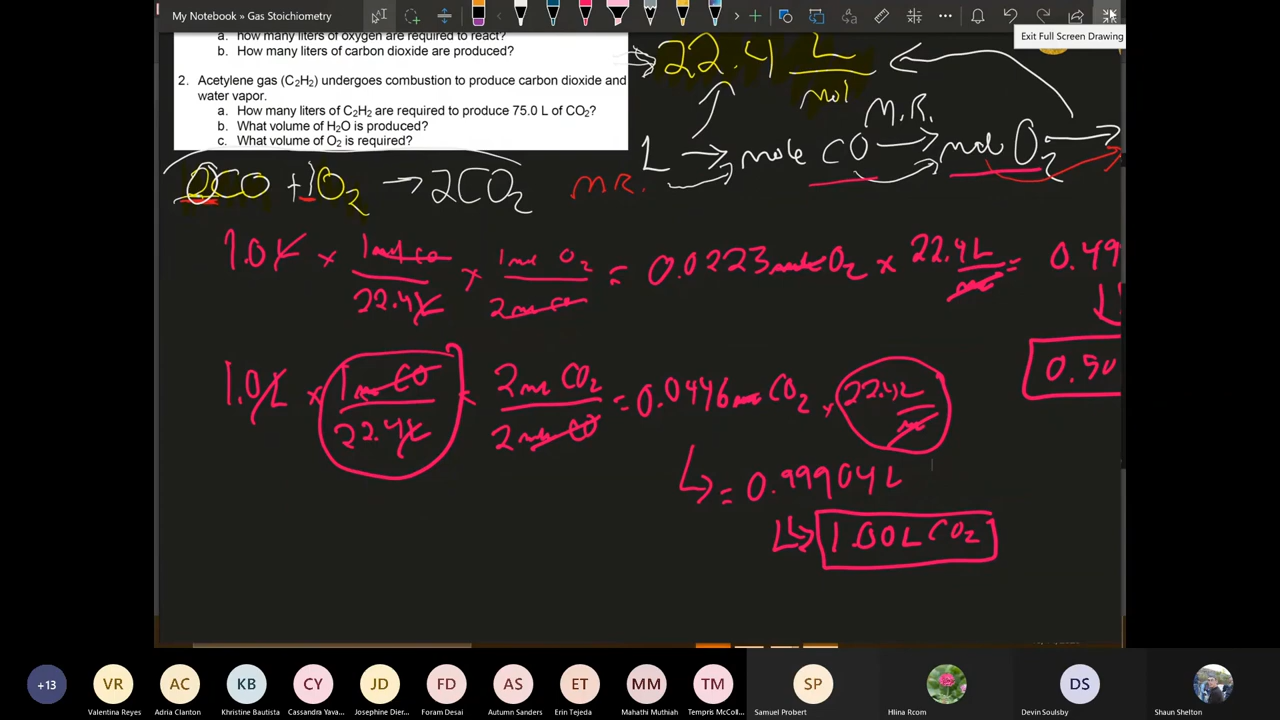 My Notebook » Gas Stoichiometry
Exit Full Screen Drawing
a. how many liters of oxygen are required to react?
b. How many liters of carbon dioxide are produced?
2. Acetylene gas (C₂H₂) undergoes combustion to produce carbon dioxide and
water vapor.
a. How many liters of C₂H₂ are required to produce 75.0 L of CO₂?
b. What volume of H₂O is produced?
c. What volume of O₂ is required?
22.4 L/mol
M.R.
L → mole CO → mol O₂ →
2CO + 1O₂ → 2CO₂
M.R.
1.0 L × 1 mol CO/22.4 L × 1 mol O₂/2 mol CO = 0.0223 mol O₂ × 22.4 L/mol = 0.49
0.50
1.0 L × 1 mol CO/22.4 L × 2 mol CO₂/2 mol CO = 0.0446 mol CO₂ × 22.4 L/mol
↳ = 0.99904 L
↳ 1.00 L CO₂
+13 VR AC KB CY JD FD AS ET MM TM SP DS
Valentina Reyes Adria Clanton Khristine Bautista Cassandra Yava... Josephine Dier... Foram Desai Autumn Sanders Erin Tejeda Mahathi Muthiah Tempris McColl... Samuel Probert Hlina Rcom Devin Soulsby Shaun Shelton